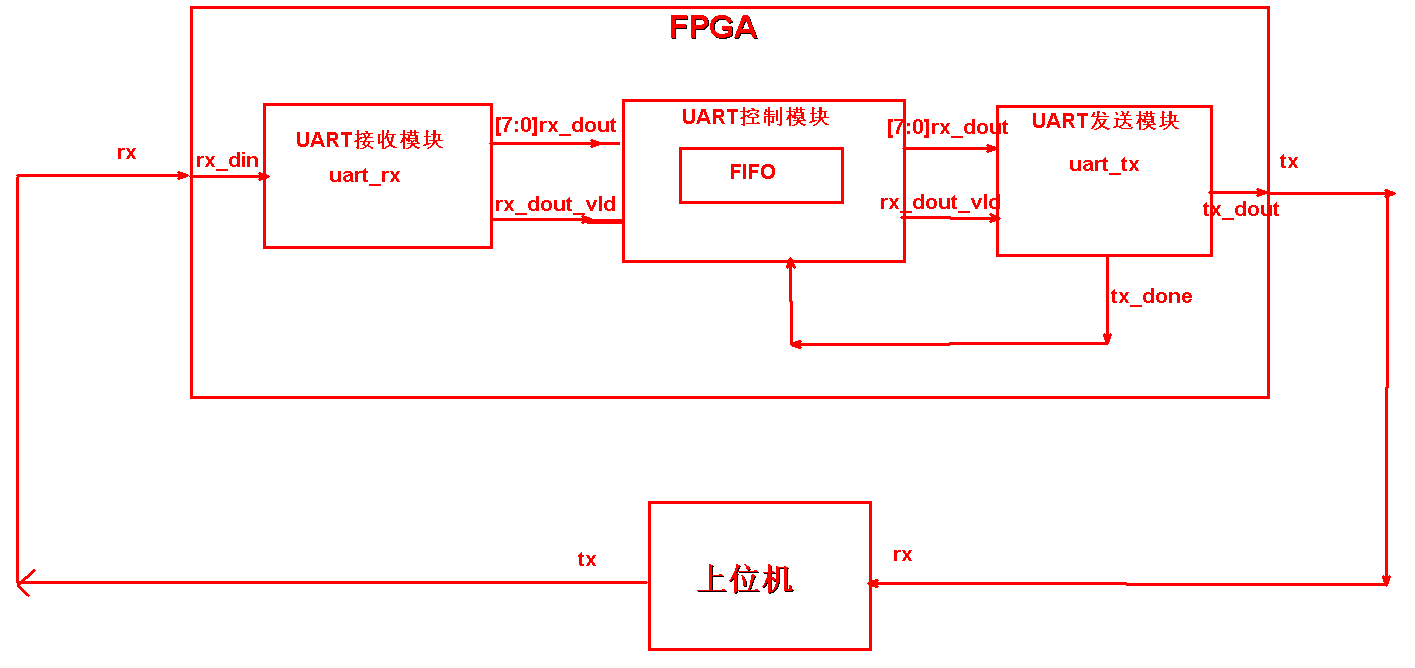 FPGA
UART接收模块
uart_rx
[7:0]rx_dout
rx_dout_vld
UART控制模块
FIFO
[7:0]rx_dout
rx_dout_vld
UART发送模块
uart_tx
rx
rx_din
tx
tx_dout
tx_done
tx
上位机
rx